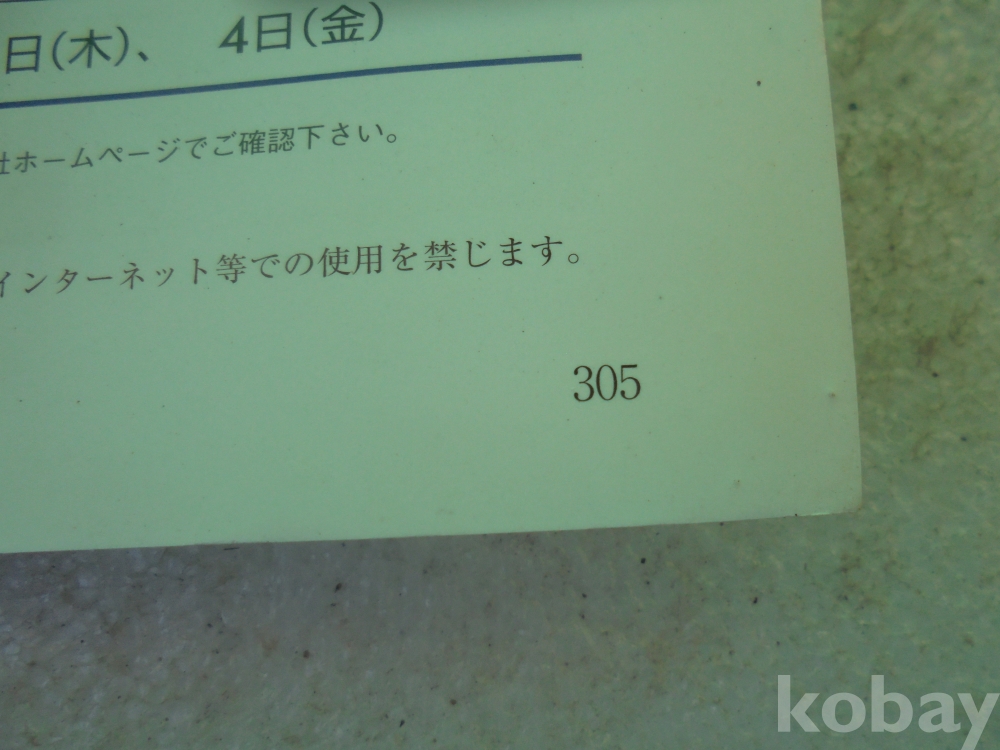 日(木)、 4日(金)
社ホームページでご確認下さい。
インターネット等での使用を禁じます。
305
kobay